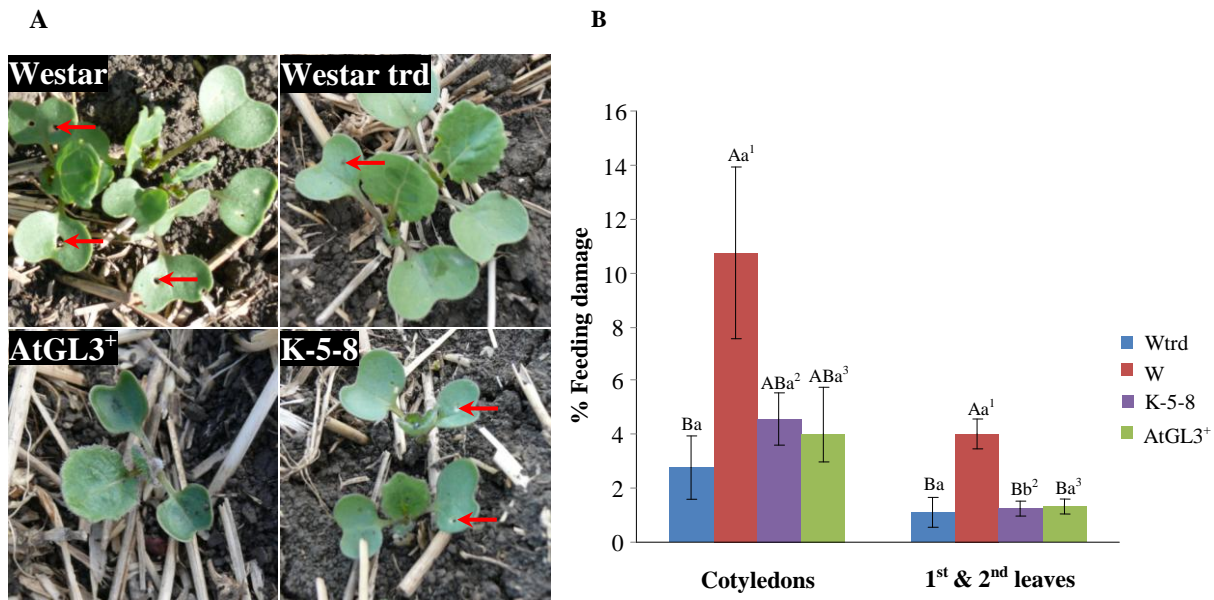 A
B
Westar
Westar trd
AtGL3⁺
K-5-8
% Feeding damage
16
14
12
10
8
6
4
2
0
Ba
Aa¹
ABa²
ABa³
Ba
Aa¹
Bb²
Ba³
Cotyledons
1ˢᵗ & 2ⁿᵈ leaves
Wtrd
W
K-5-8
AtGL3⁺